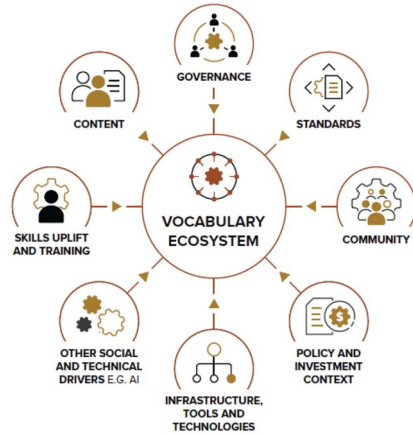 GOVERNANCE
CONTENT
STANDARDS
VOCABULARY
ECOSYSTEM
SKILLS UPLIFT
AND TRAINING
COMMUNITY
OTHER SOCIAL
AND TECHNICAL
DRIVERS E.G. AI
INFRASTRUCTURE,
TOOLS AND
TECHNOLOGIES
POLICY AND
INVESTMENT
CONTEXT
$